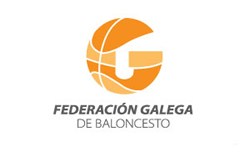 G
FEDERACIÓN GALEGA
DE BALONCESTO